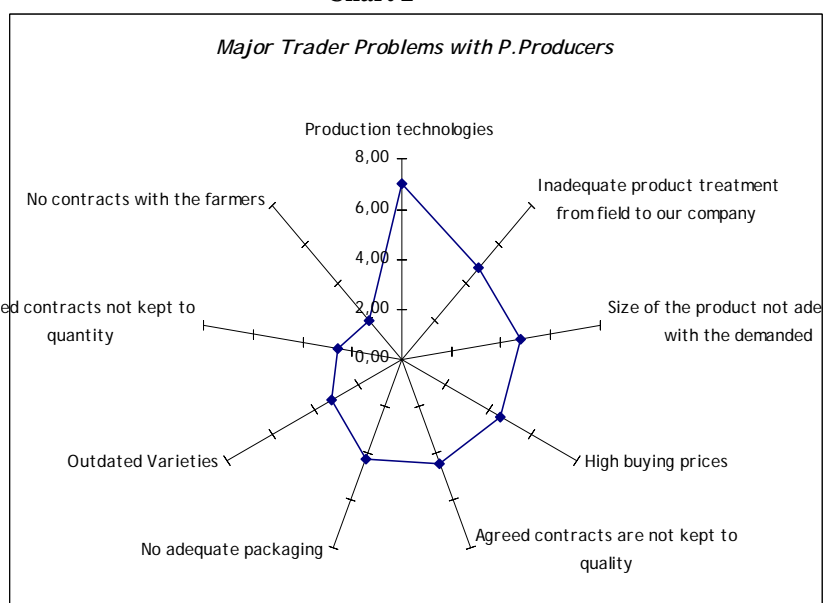 Major Trader Problems with P.Producers
Production technologies
8,00
6,00
4,00
2,00
0,00
Inadequate product treatment
from field to our company
Size of the product not ade
with the demanded
High buying prices
Agreed contracts are not kept to
quality
No adequate packaging
Outdated Varieties
ed contracts not kept to
quantity
No contracts with the farmers